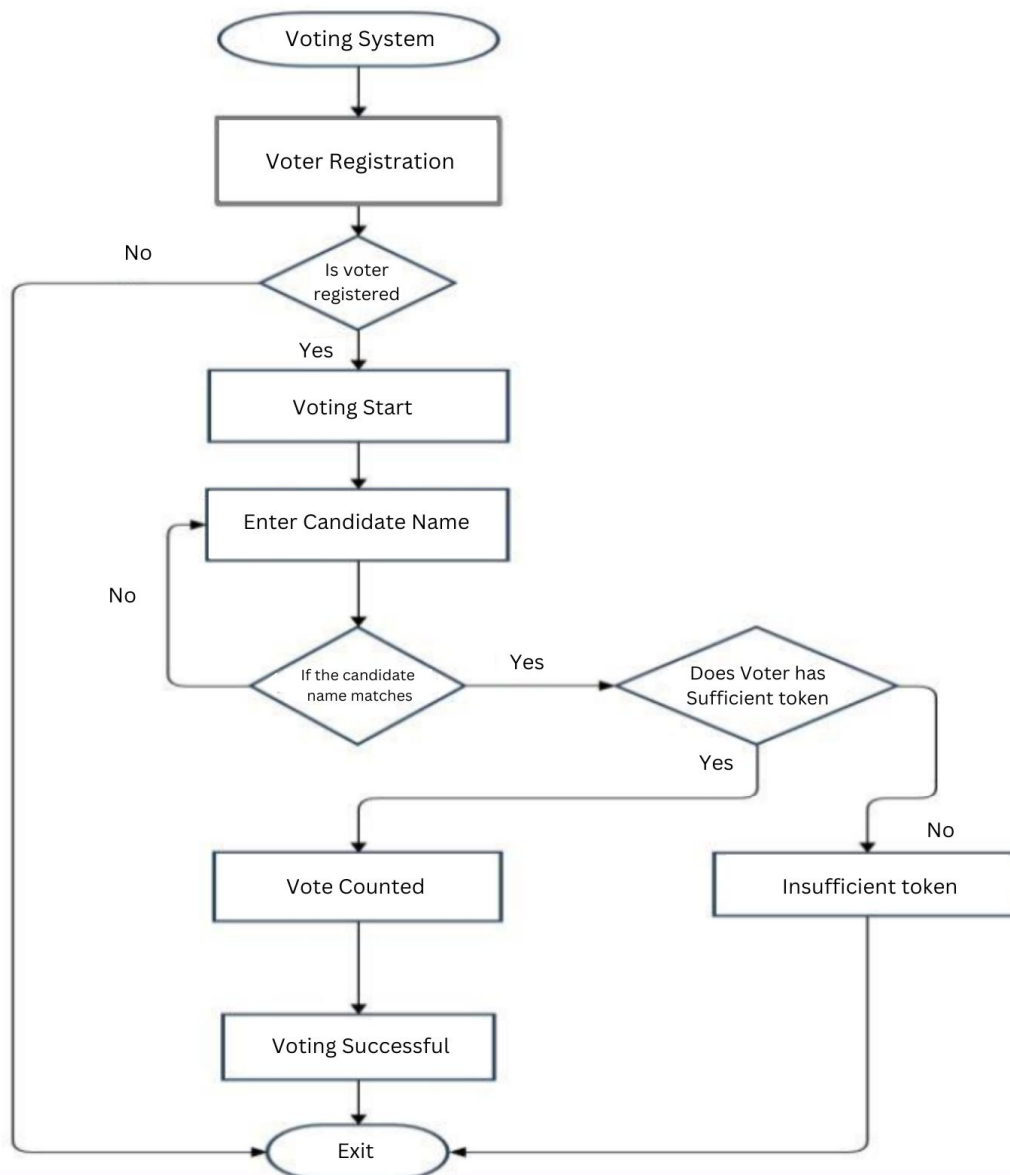 Voting System
Voter Registration
No
Is voter
registered
Yes
Voting Start
Enter Candidate Name
No
If the candidate
name matches
Yes
Does Voter has
Sufficient token
Yes
No
Vote Counted
Insufficient token
Voting Successful
Exit